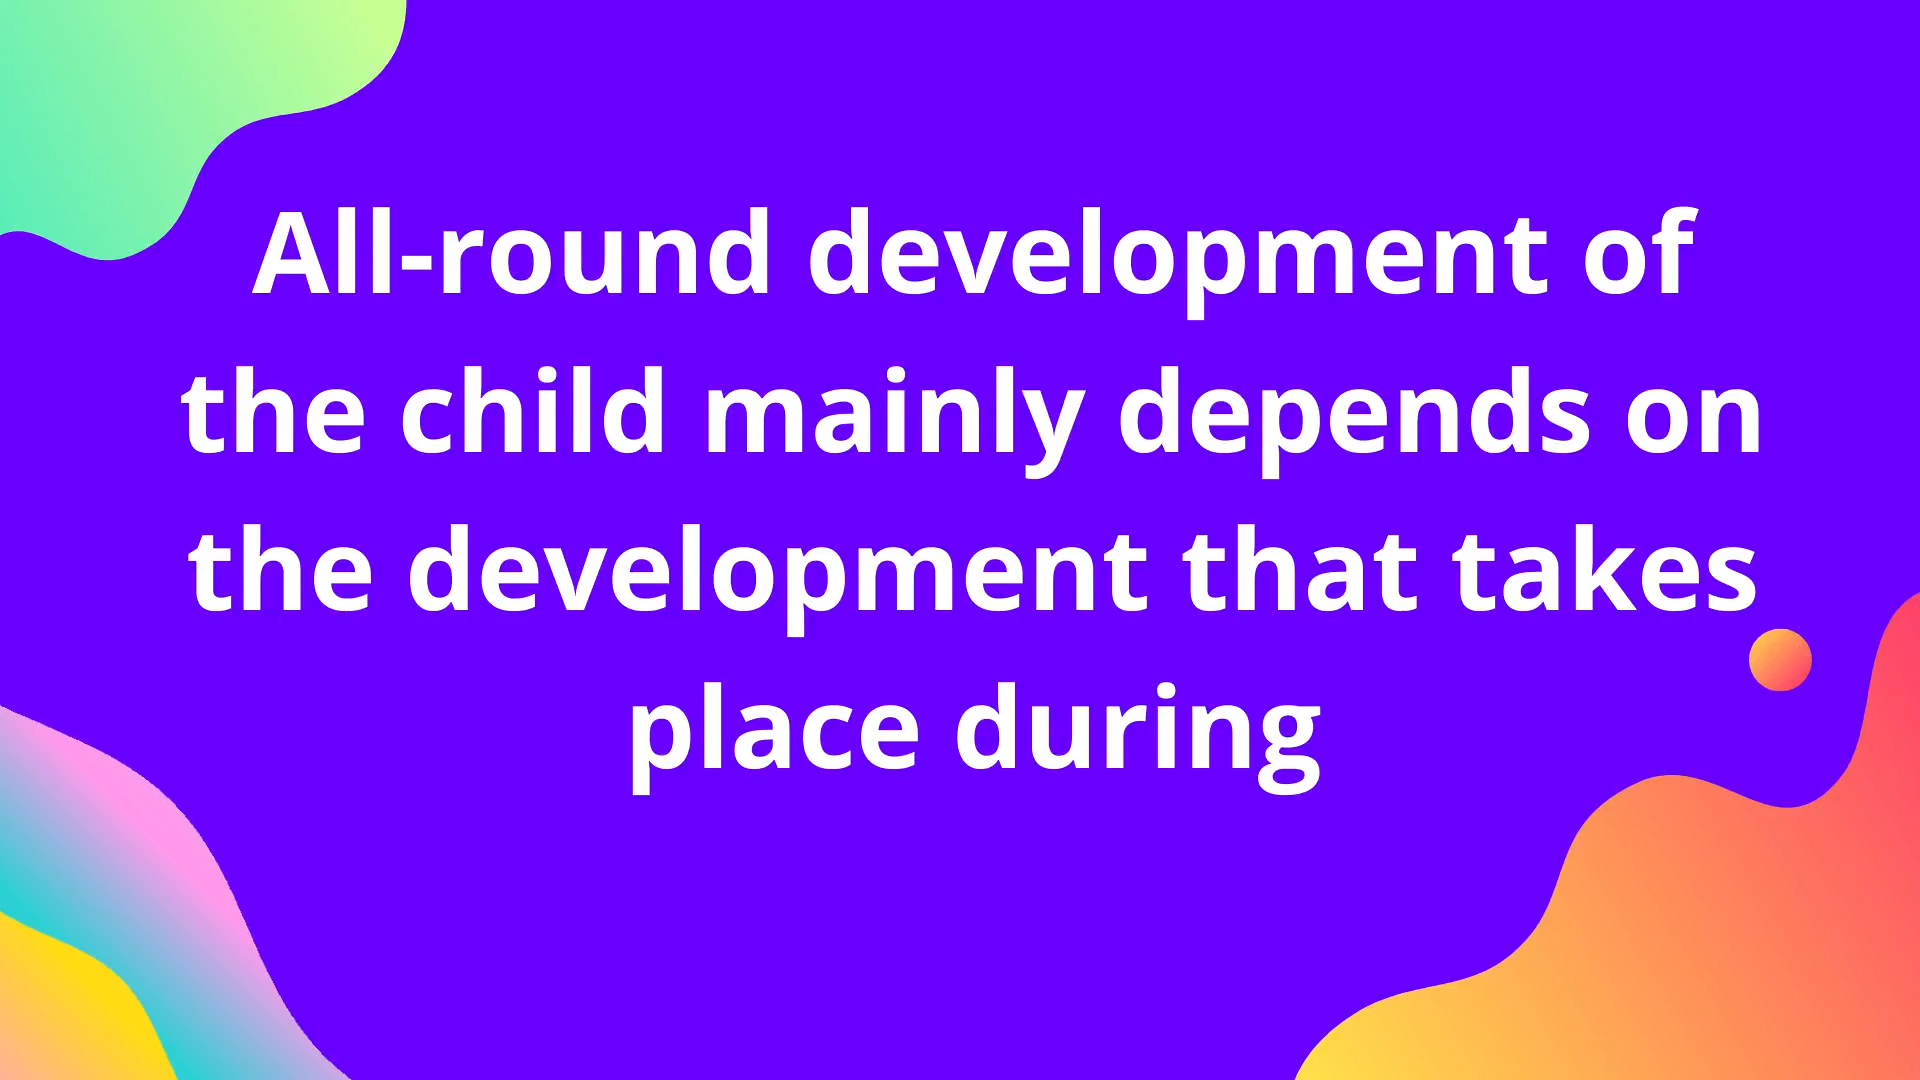 All-round development of
the child mainly depends on
the development that takes
place during